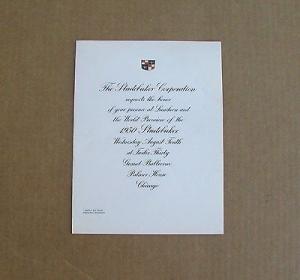 The Studebaker Corporation
requests the honor
of your presence at Luncheon and
the World Premiere of the
1950 Studebaker
Wednesday August Tenth
at Twelve Thirty
Grand Ballroom
Palmer House
Chicago